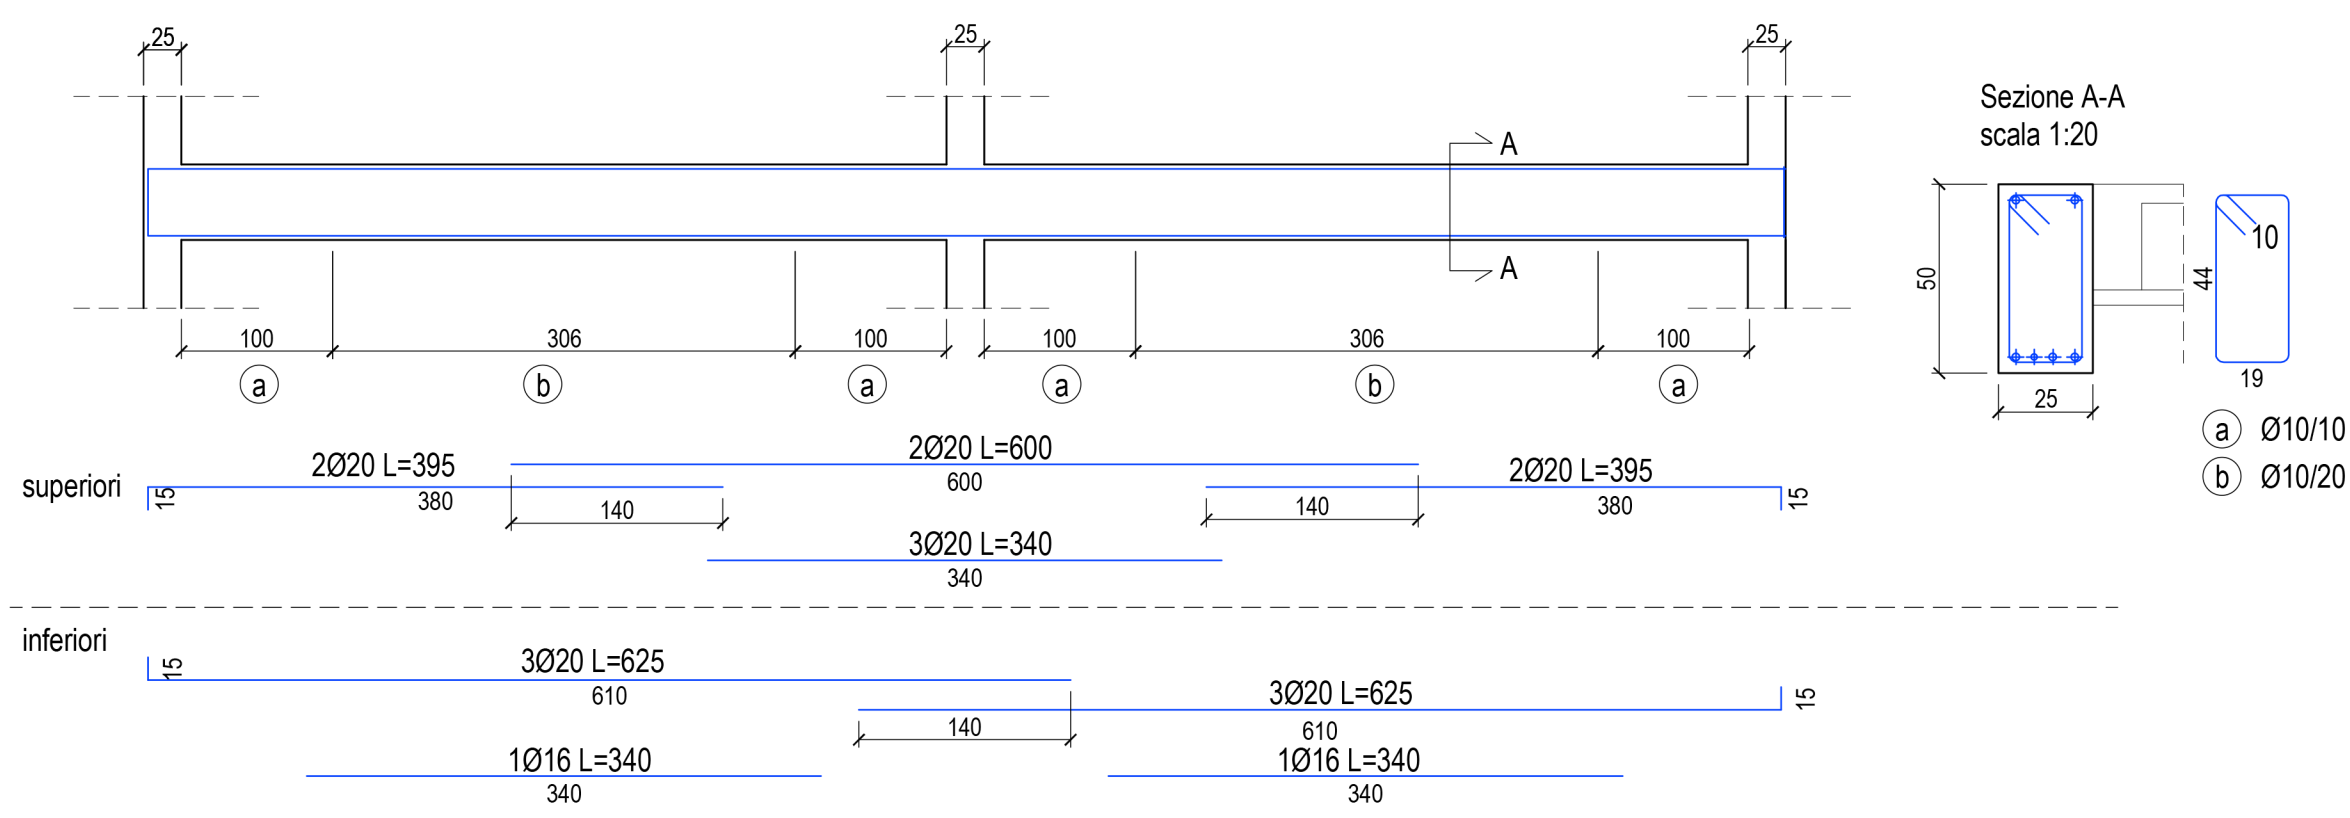 25
25
25
Sezione A-A
scala 1:20
A
A
10
50
44
19
25
100
306
100
100
306
100
a
b
a
a
b
a
a Ø10/10
b Ø10/20
superiori
2Ø20 L=395
15
380
140
2Ø20 L=600
600
2Ø20 L=395
140
380
15
3Ø20 L=340
340
inferiori
15
3Ø20 L=625
610
3Ø20 L=625
15
140
610
1Ø16 L=340
340
1Ø16 L=340
340